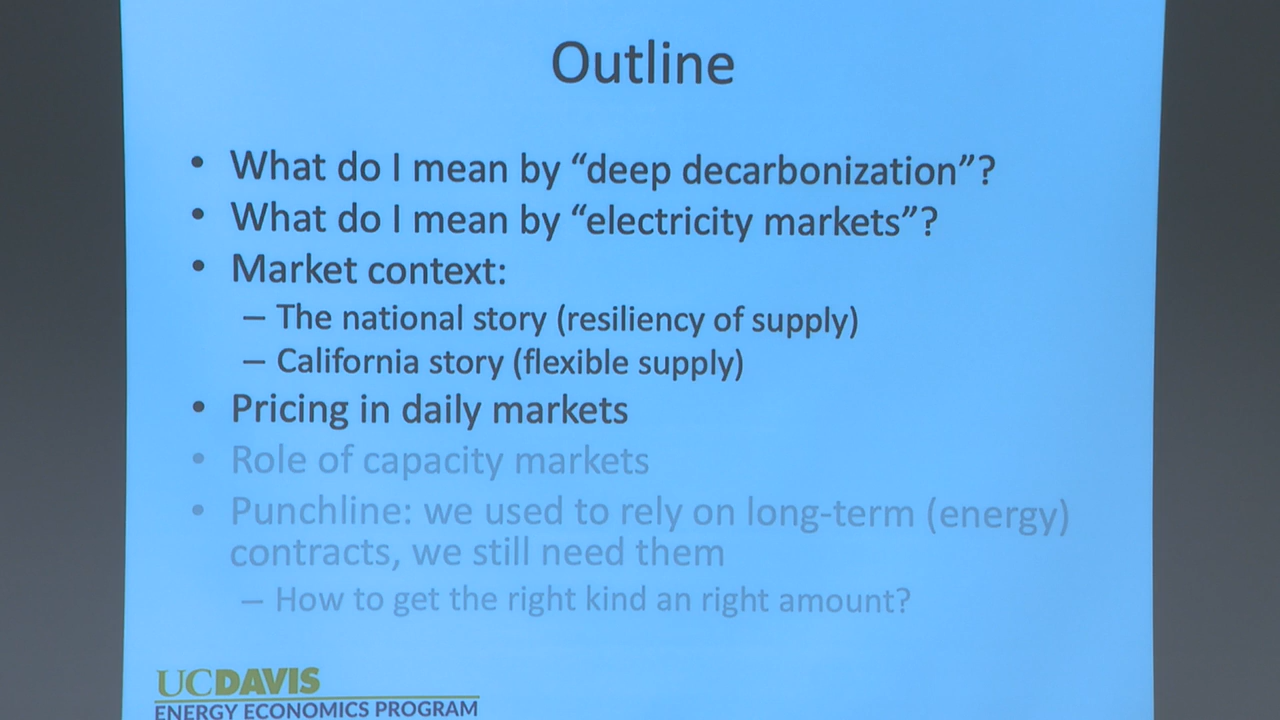 Outline
• What do I mean by “deep decarbonization”?
• What do I mean by “electricity markets”?
• Market context:
– The national story (resiliency of supply)
– California story (flexible supply)
• Pricing in daily markets
• Role of capacity markets
• Punchline: we used to rely on long-term (energy)
contracts, we still need them
– How to get the right kind an right amount?
UCDAVIS
ENERGY ECONOMICS PROGRAM